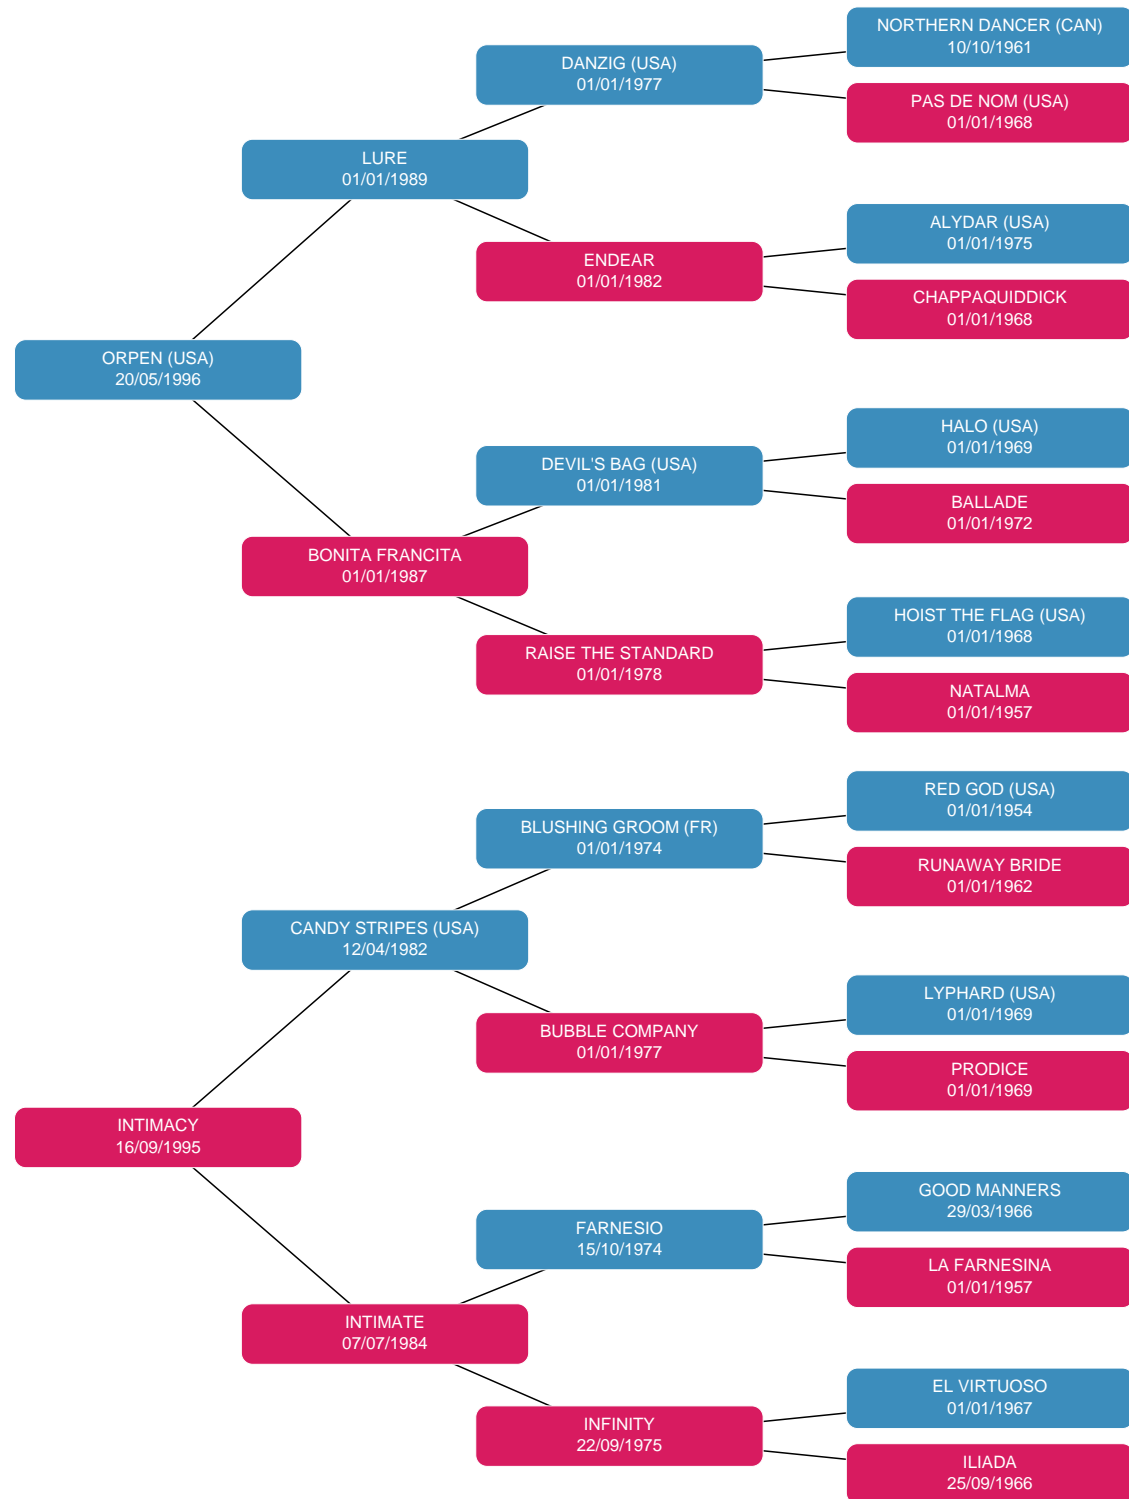 NORTHERN DANCER (CAN)
10/10/1961
DANZIG (USA)
01/01/1977
PAS DE NOM (USA)
01/01/1968
LURE
01/01/1989
ALYDAR (USA)
01/01/1975
ENDEAR
01/01/1982
CHAPPAQUIDDICK
01/01/1968
ORPEN (USA)
20/05/1996
HALO (USA)
01/01/1969
DEVIL'S BAG (USA)
01/01/1981
BALLADE
01/01/1972
BONITA FRANCITA
01/01/1987
HOIST THE FLAG (USA)
01/01/1968
RAISE THE STANDARD
01/01/1978
NATALMA
01/01/1957
RED GOD (USA)
01/01/1954
BLUSHING GROOM (FR)
01/01/1974
RUNAWAY BRIDE
01/01/1962
CANDY STRIPES (USA)
12/04/1982
LYPHARD (USA)
01/01/1969
BUBBLE COMPANY
01/01/1977
PRODICE
01/01/1969
INTIMACY
16/09/1995
GOOD MANNERS
29/03/1966
FARNESIO
15/10/1974
LA FARNESINA
01/01/1957
INTIMATE
07/07/1984
EL VIRTUOSO
01/01/1967
INFINITY
22/09/1975
ILIADA
25/09/1966